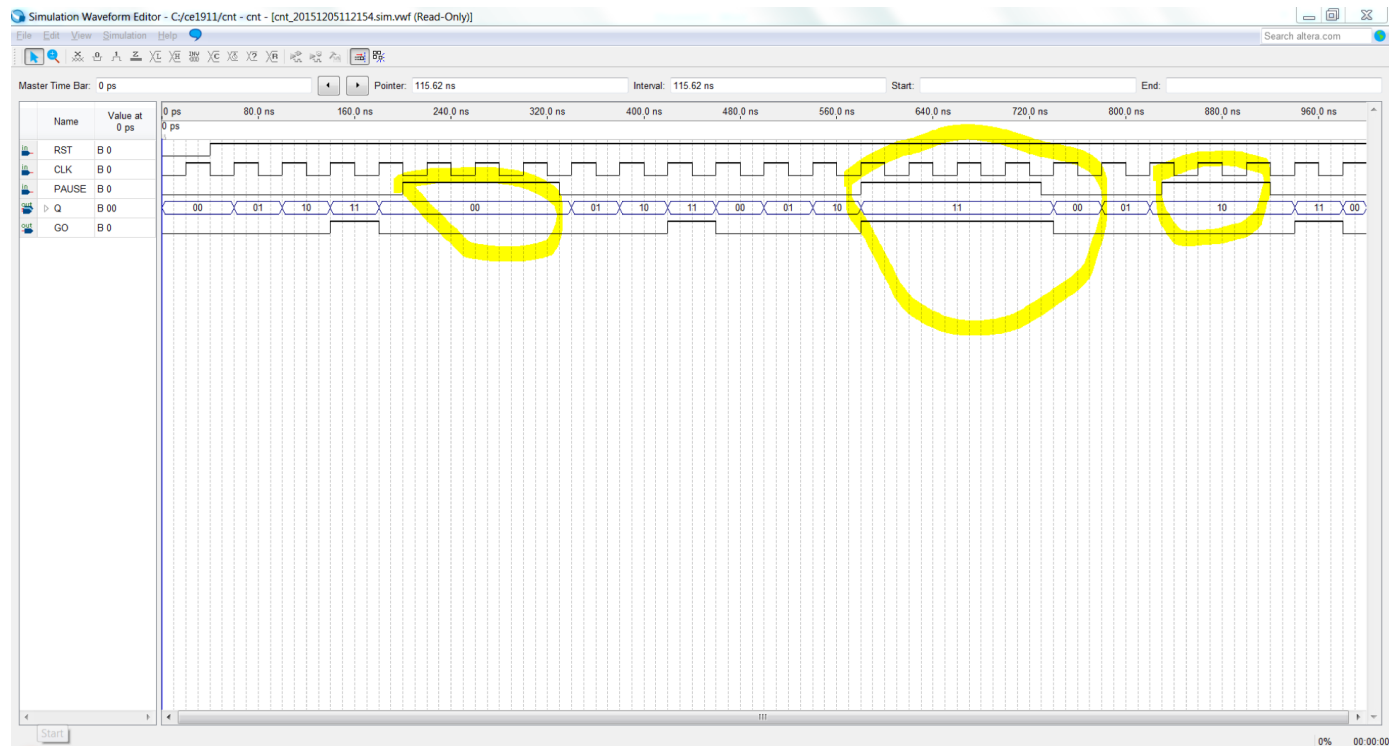 Simulation Waveform Editor - C:/ce1911/cnt - cnt - [cnt_20151205112154.sim.vwf (Read-Only)]
File Edit View Simulation Help
Search altera.com
Master Time Bar: 0 ps Pointer: 115.62 ns Interval: 115.62 ns Start: End:
Name Value at 0 ps
0 ps 80.0 ns 160.0 ns 240.0 ns 320.0 ns 400.0 ns 480.0 ns 560.0 ns 640.0 ns 720.0 ns 800.0 ns 880.0 ns 960.0 ns
0 ps
RST B 0
CLK B 0
PAUSE B 0
Q B 00 00 01 10 11 00 01 10 11 00 01 10 11 00 01 10 11 00
GO B 0
Start
0% 00:00:00